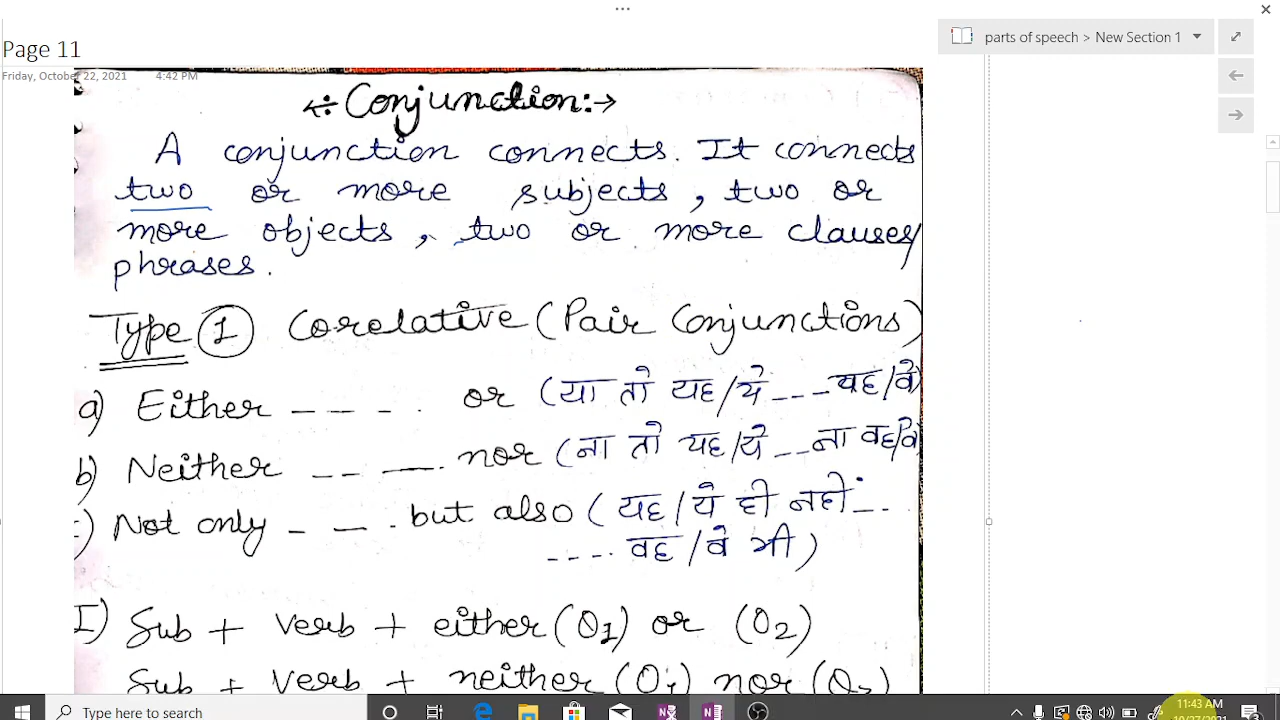 ...
Page 11
parts of speech > New Section 1
Friday, October 22, 2021 4:42 PM
÷ Conjunction:→
A conjunction connects. It connects
two or more subjects, two or
more objects, two or more clauses/
phrases.
Type 1 Corelative (Pair Conjunctions)
a) Either ---- or (या तो यह/ये ---- वह/वे)
b) Neither ---- nor (ना तो यह/ये --- ना वह/वे)
c) Not only --- but also (यह/ये ही नहीं --
---- वह/वे भी)
I) Sub + Verb + either (O1) or (O2)
Sub + Verb + neither (O1) nor (O2)
Type here to search
11:43 AM
10/27/2021